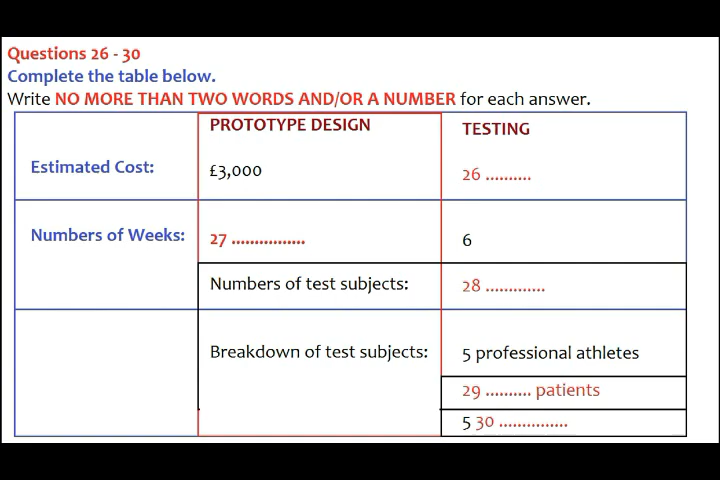 Questions 26 - 30
Complete the table below.
Write NO MORE THAN TWO WORDS AND/OR A NUMBER for each answer.
PROTOTYPE DESIGN TESTING
Estimated Cost: £3,000 26 ..........
Numbers of Weeks: 27 ................ 6
Numbers of test subjects: 28 .............
Breakdown of test subjects: 5 professional athletes
29 .......... patients
5 30 ...............